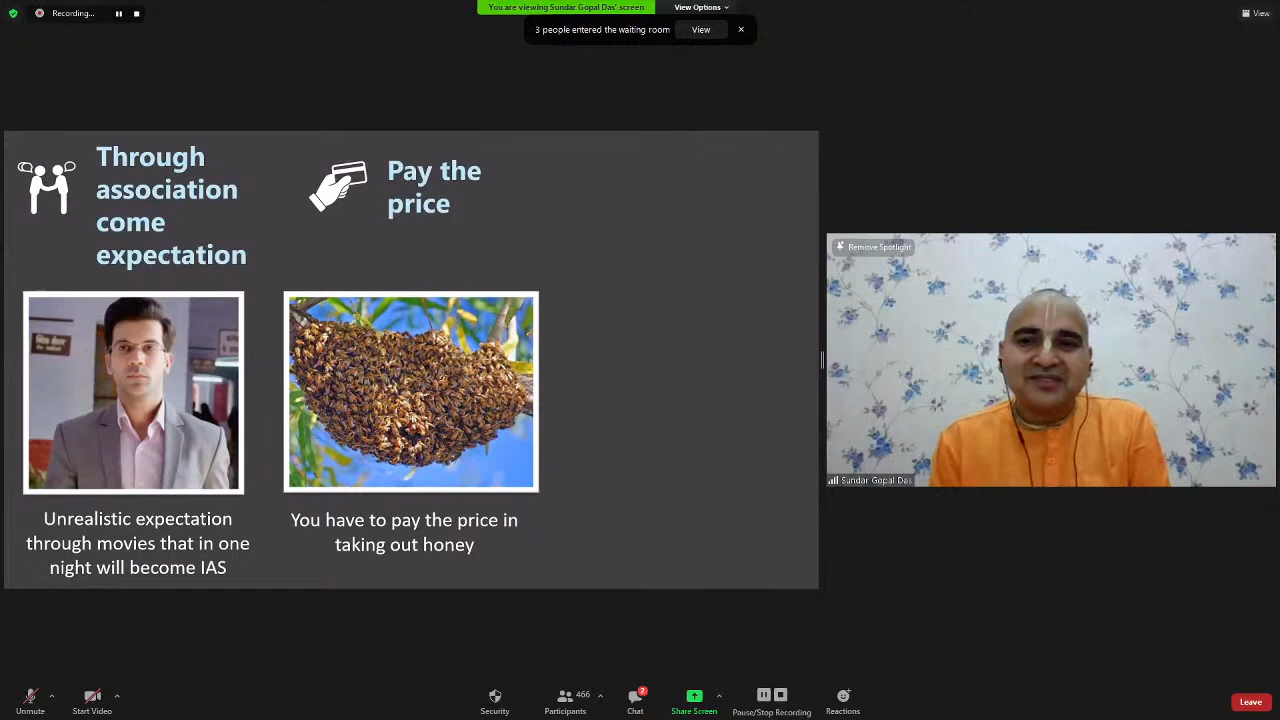 Recording...
You are viewing Sundar Gopal Das' screen
View Options
View
3 people entered the waiting room
View
Through
association
come
expectation
Pay the
price
Unrealistic expectation
through movies that in one
night will become IAS
You have to pay the price in
taking out honey
Remove Spotlight
Sundar Gopal Das
Unmute
Start Video
Security
466
Participants
2
Chat
Share Screen
Pause/Stop Recording
Reactions
Leave